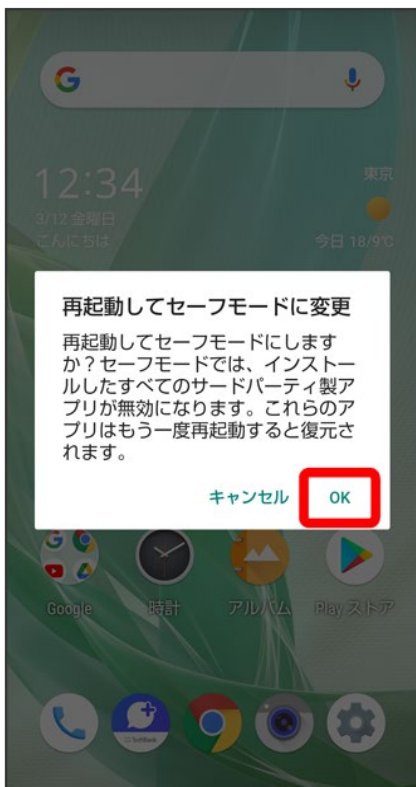 12:34
東京
3/12 金曜日
こんにちは
今日 18/9℃
再起動してセーフモードに変更
再起動してセーフモードにします
か？セーフモードでは、インストー
ルしたすべてのサードパーティ製ア
プリが無効になります。これらのア
プリはもう一度再起動すると復元さ
れます。
キャンセル OK
Google 時計 アルバム Play ストア
SoftBank